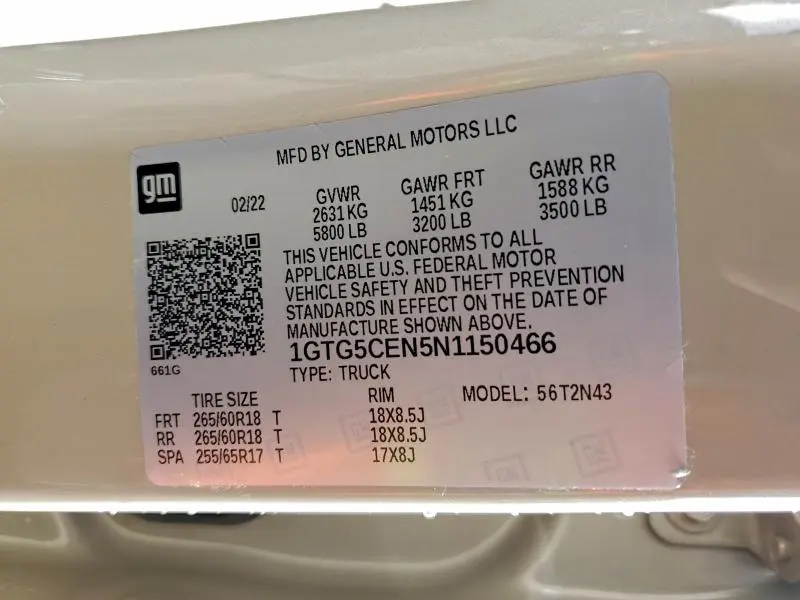 MFD BY GENERAL MOTORS LLC
gm
02/22
GVWR GAWR FRT GAWR RR
2631 KG 1451 KG 1588 KG
5800 LB 3200 LB 3500 LB
THIS VEHICLE CONFORMS TO ALL
APPLICABLE U.S. FEDERAL MOTOR
VEHICLE SAFETY AND THEFT PREVENTION
STANDARDS IN EFFECT ON THE DATE OF
MANUFACTURE SHOWN ABOVE.
1GTG5CEN5N1150466
661G
TYPE: TRUCK
TIRE SIZE RIM MODEL: 56T2N43
FRT 265/60R18 T 18X8.5J
RR 265/60R18 T 18X8.5J
SPA 255/65R17 T 17X8J